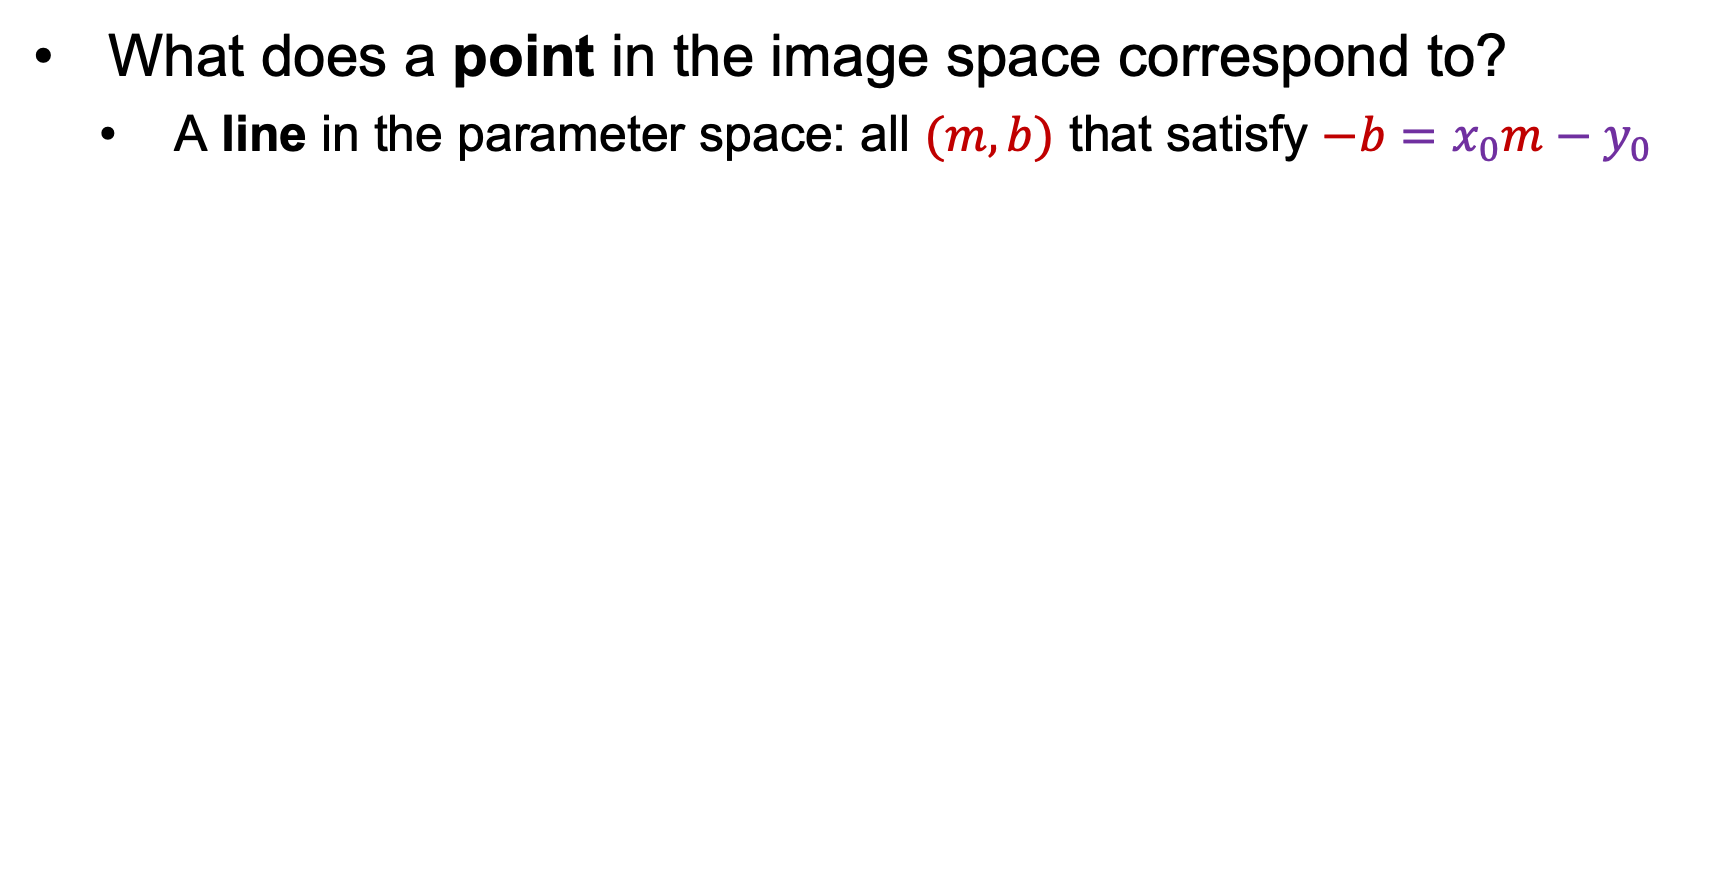 • What does a point in the image space correspond to?
• A line in the parameter space: all (m, b) that satisfy −b = x₀m − y₀